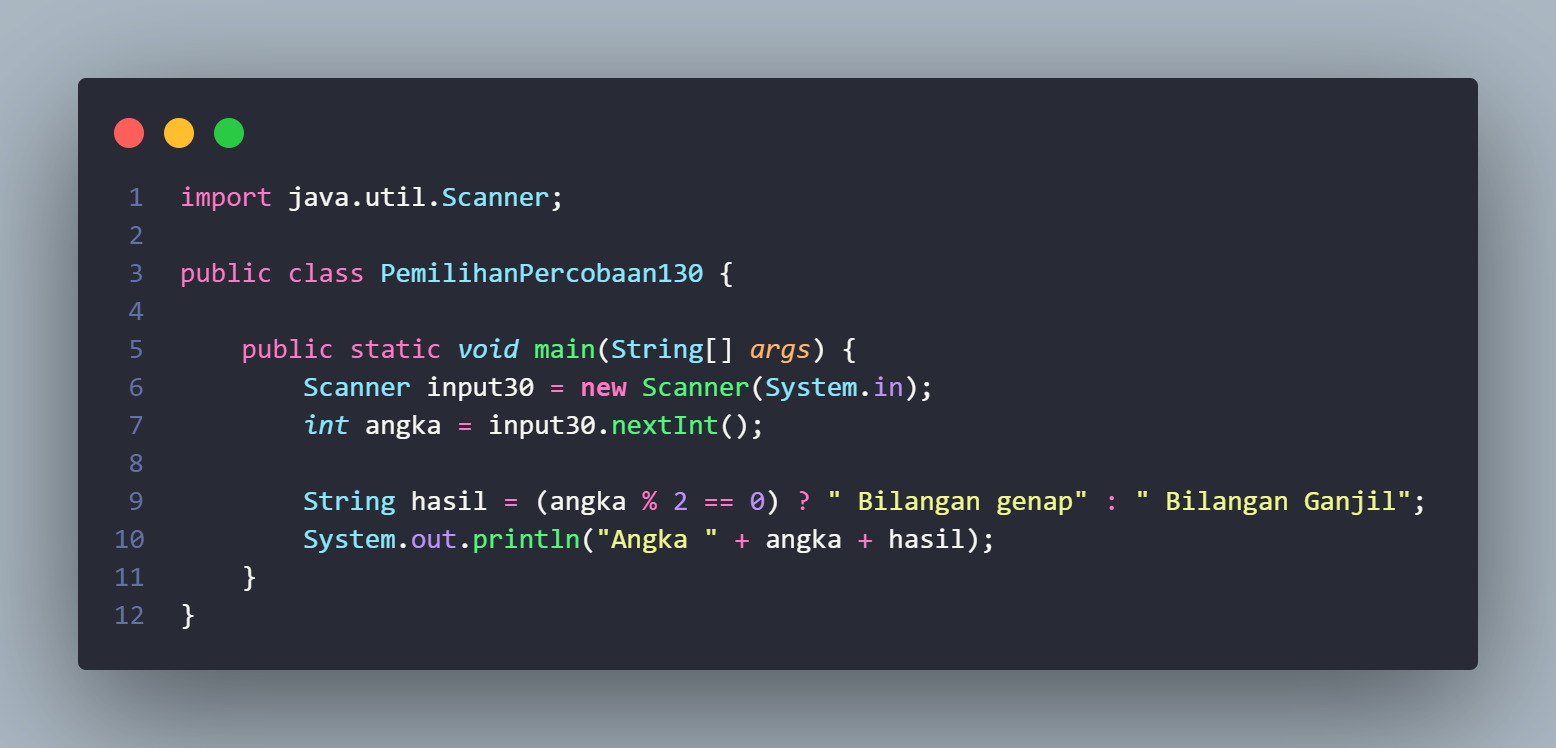 1 import java.util.Scanner;
2
3 public class PemilihanPercobaan130 {
4
5     public static void main(String[] args) {
6         Scanner input30 = new Scanner(System.in);
7         int angka = input30.nextInt();
8
9         String hasil = (angka % 2 == 0) ? " Bilangan genap" : " Bilangan Ganjil";
10         System.out.println("Angka " + angka + hasil);
11     }
12 }